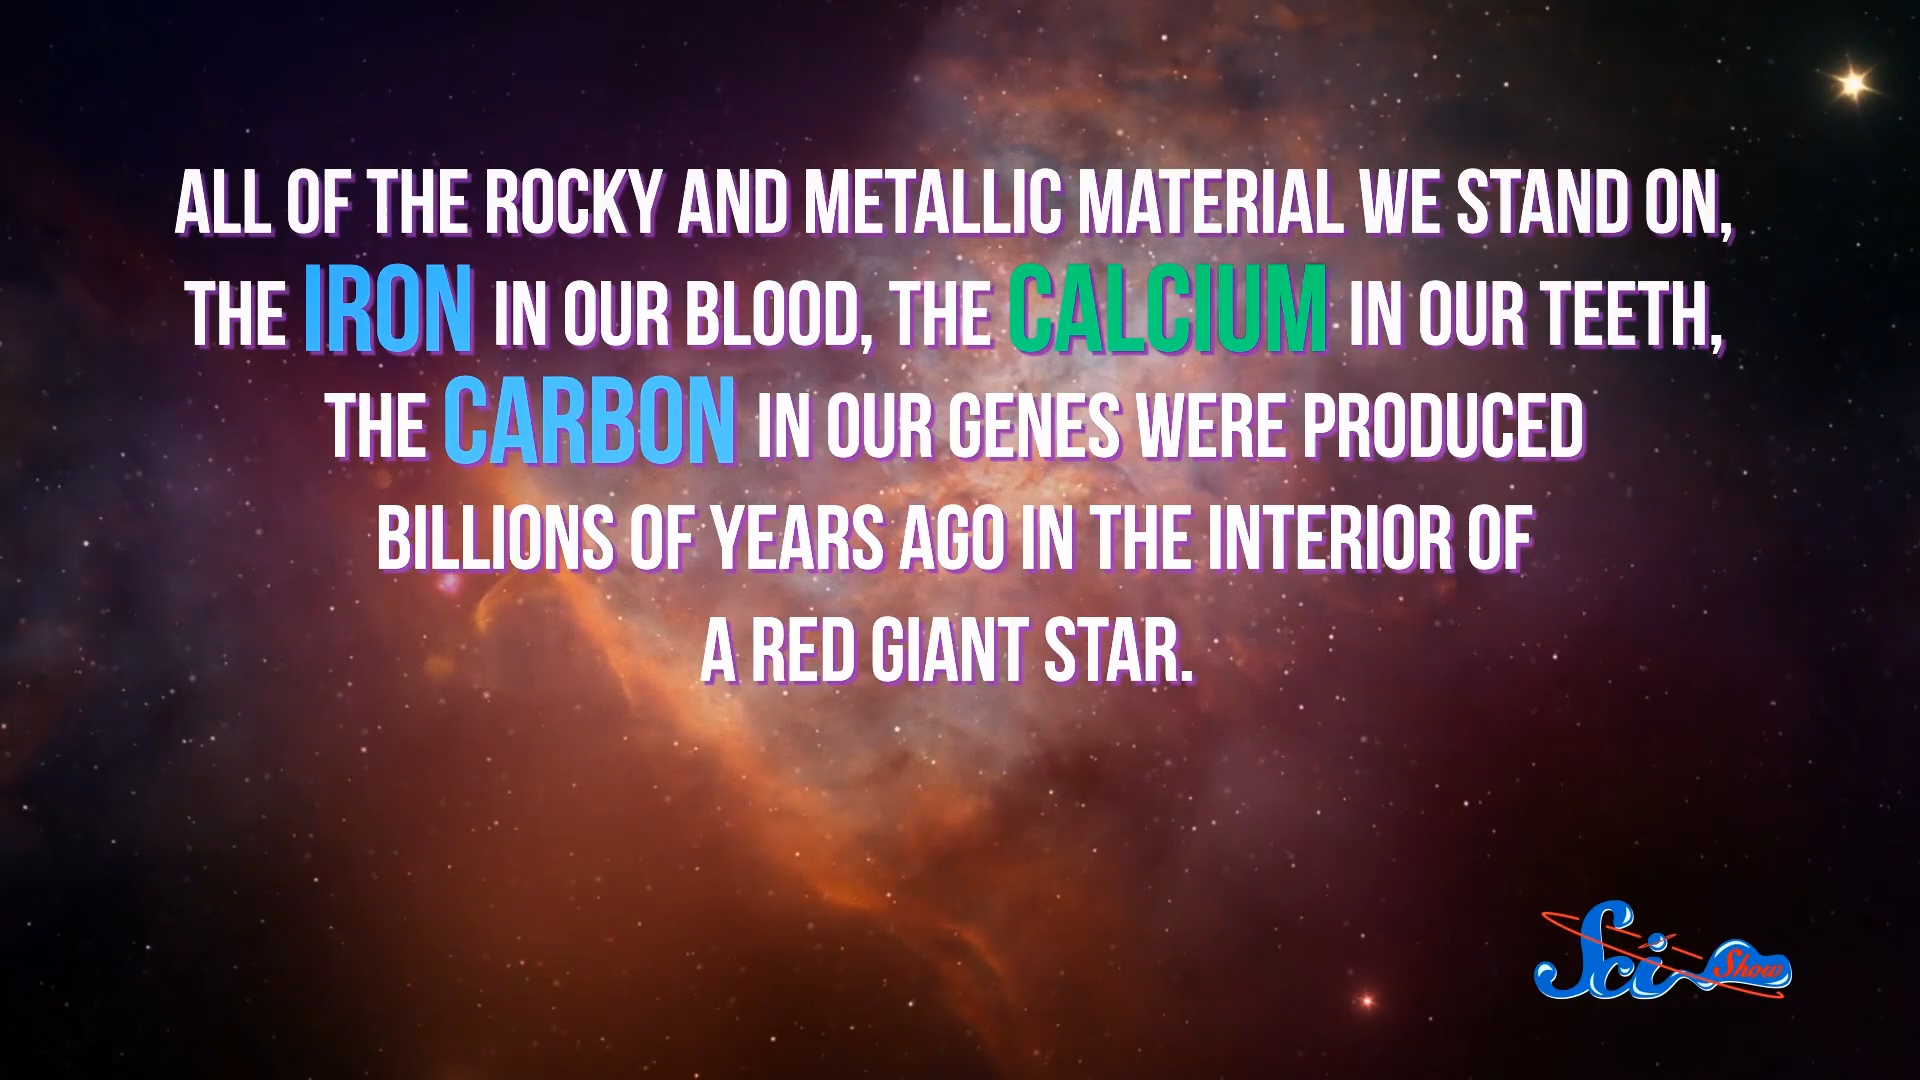 ALL OF THE ROCKY AND METALLIC MATERIAL WE STAND ON,
THE IRON IN OUR BLOOD, THE CALCIUM IN OUR TEETH,
THE CARBON IN OUR GENES WERE PRODUCED
BILLIONS OF YEARS AGO IN THE INTERIOR OF
A RED GIANT STAR.
Sci Show